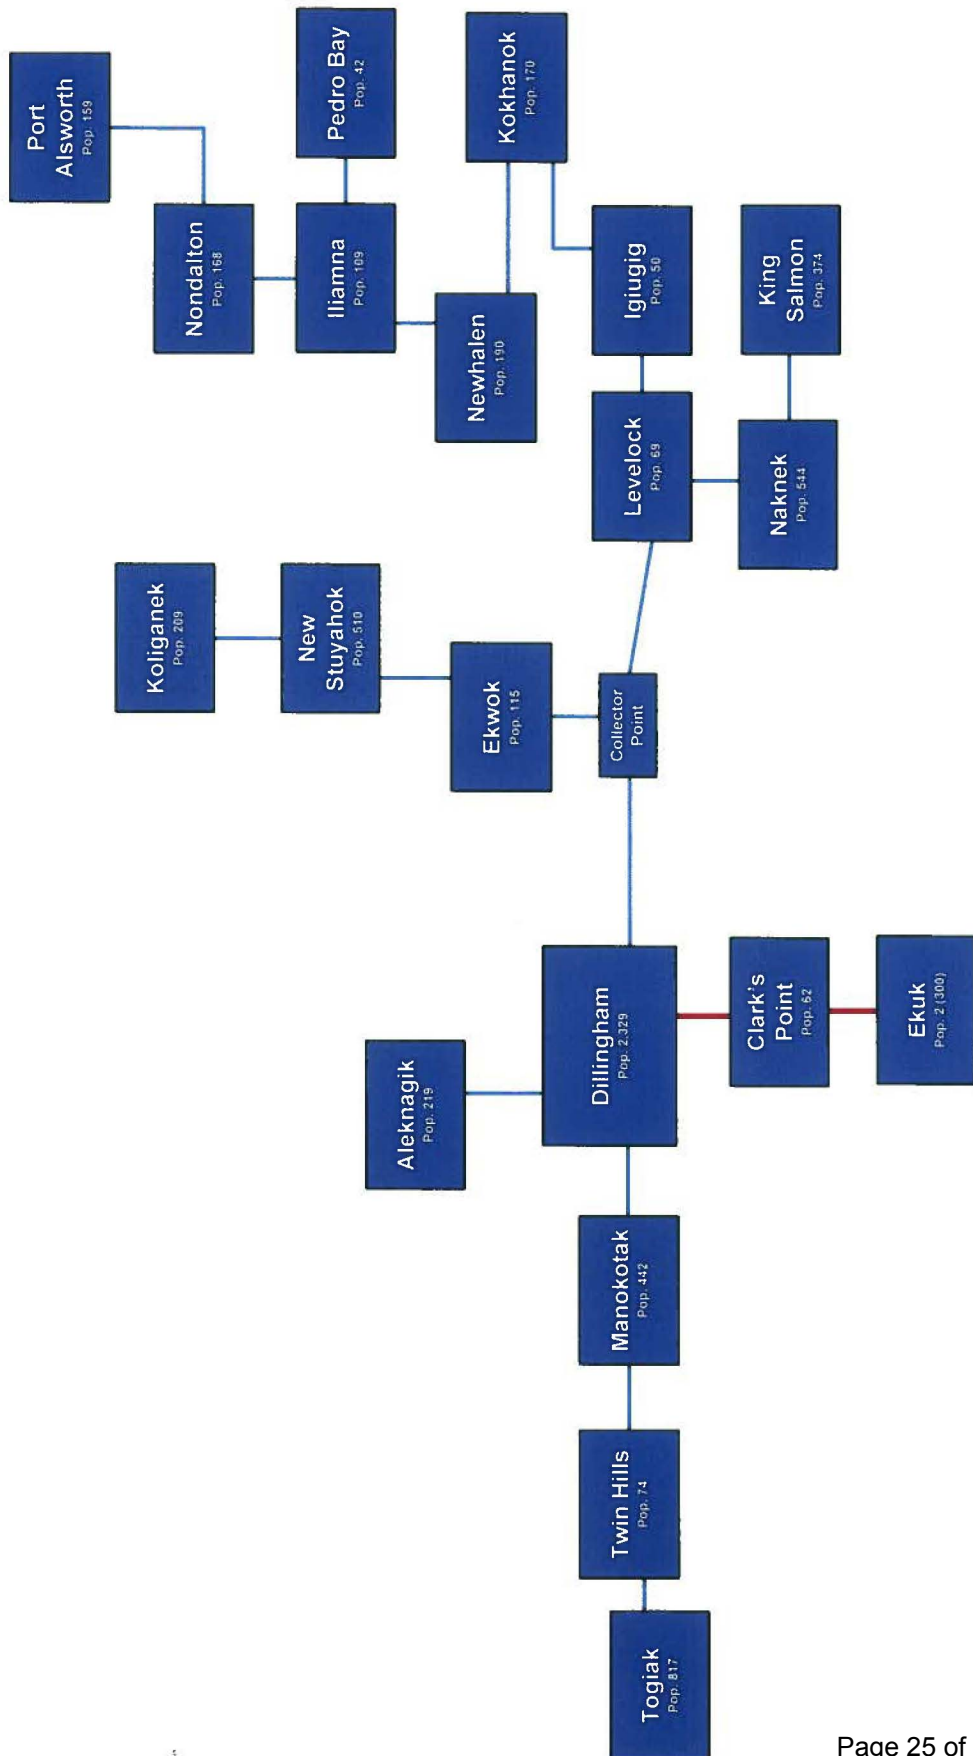 Port
Alsworth
Pop. 159
Nondalton
Pop. 168
Pedro Bay
Pop. 42
Iliamna
Pop. 109
Kokhanok
Pop. 170
Newhalen
Pop. 190
Igiugig
Pop. 50
King
Salmon
Pop. 374
Levelock
Pop. 69
Naknek
Pop. 544
Koliganek
Pop. 209
New
Stuyahok
Pop. 510
Ekwok
Pop. 115
Collector
Point
Aleknagik
Pop. 219
Dillingham
Pop. 2,329
Clark's
Point
Pop. 62
Ekuk
Pop. 2 (300)
Manokotak
Pop. 442
Twin Hills
Pop. 74
Togiak
Pop. 817
Page 25 of